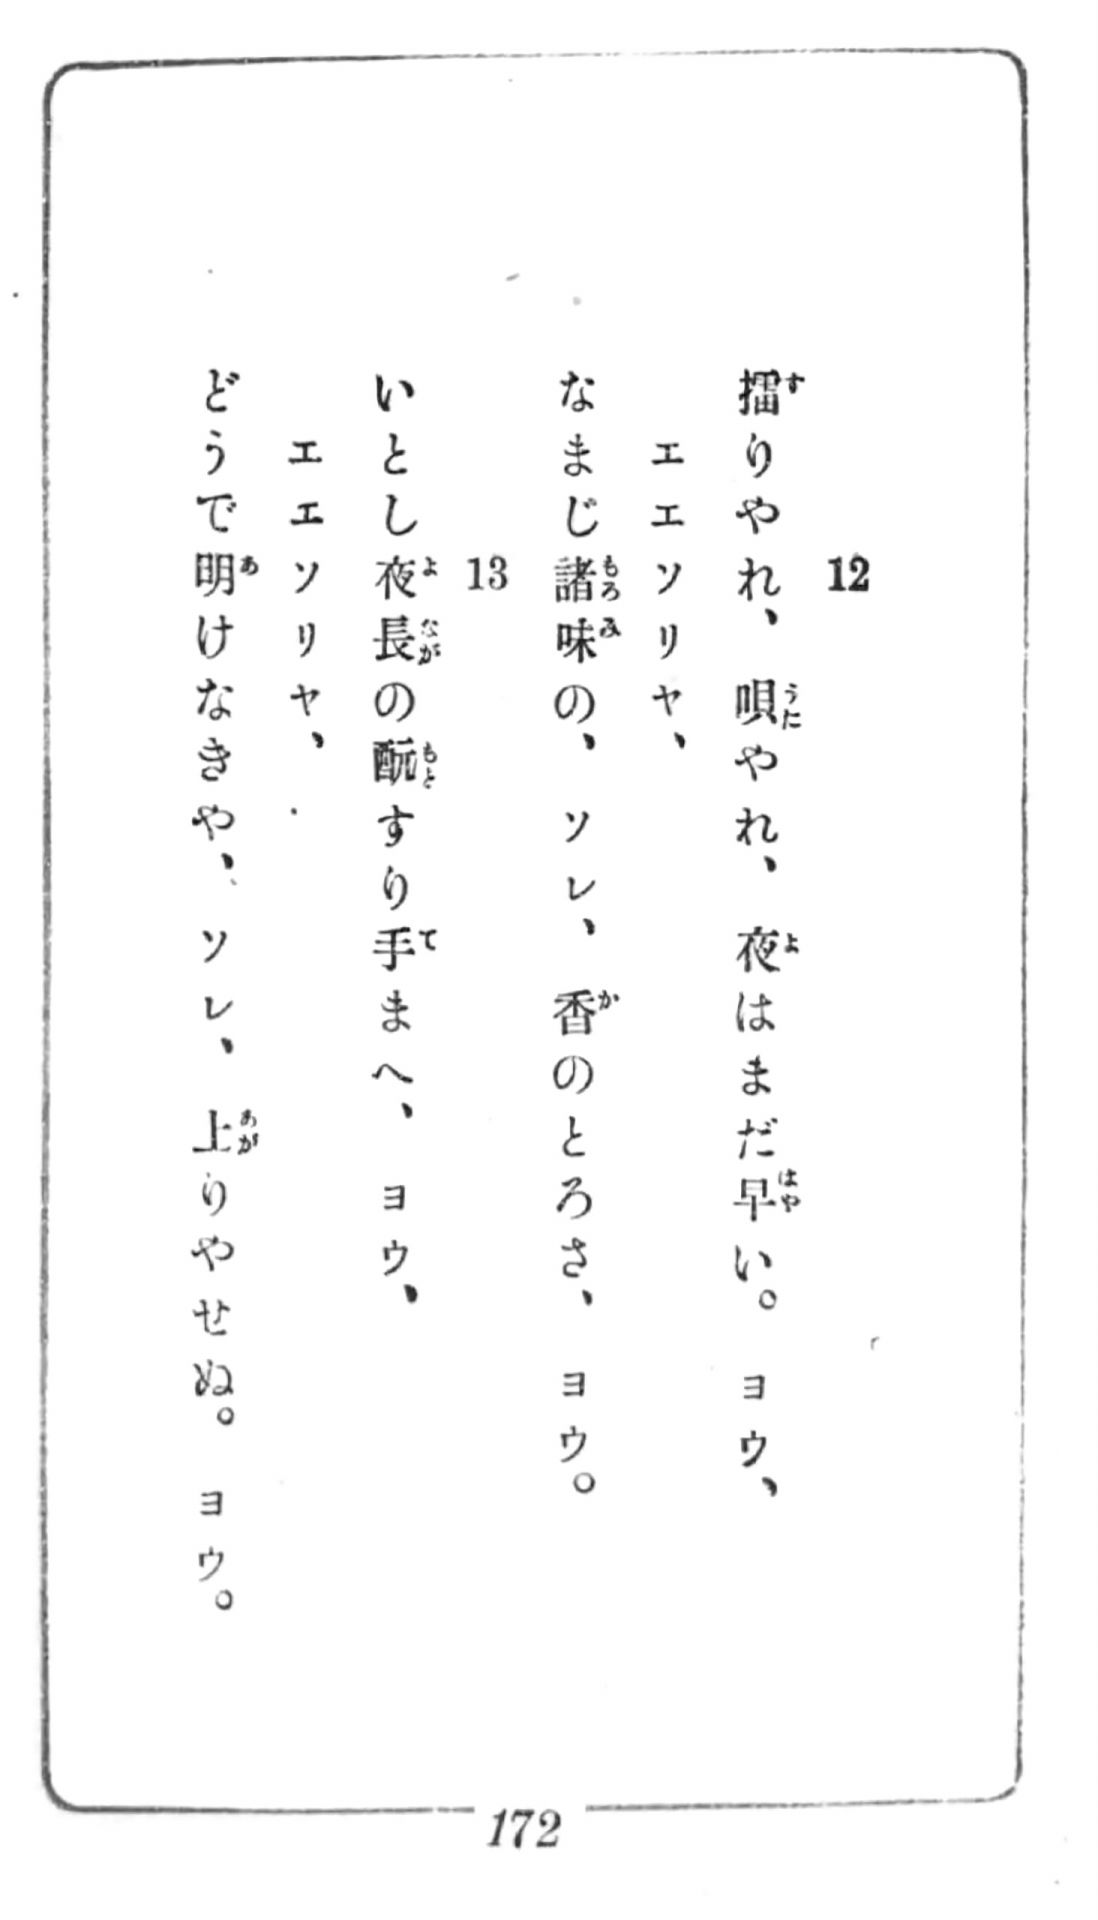 12
擂りやれ、唄やれ、夜はまだ早い。ヨウ、
エエソリヤ、
なまじ諸味の、ソレ、香のとろさ、ヨウ。
13
いとし夜長の酛すり手まへ、ヨウ、
エエソリヤ、
どうで明けなきや、ソレ、上りやせぬ。ヨウ。
172